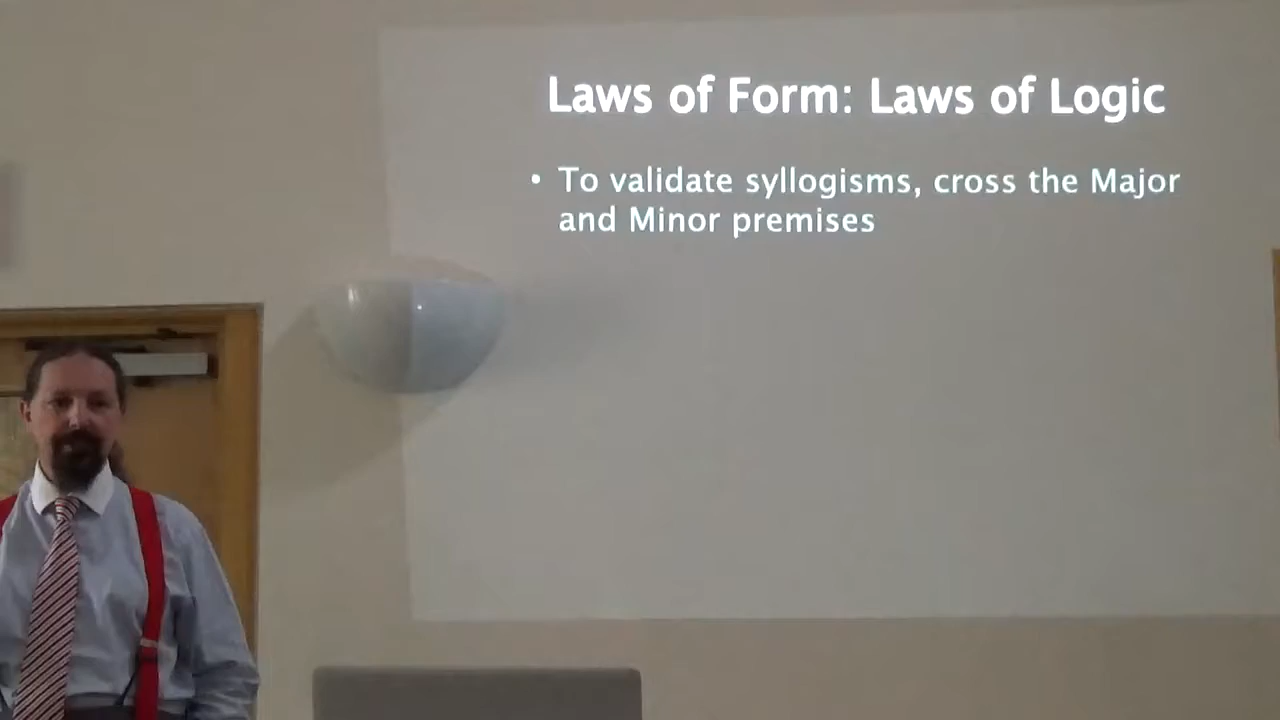 Laws of Form: Laws of Logic
• To validate syllogisms, cross the Major
and Minor premises